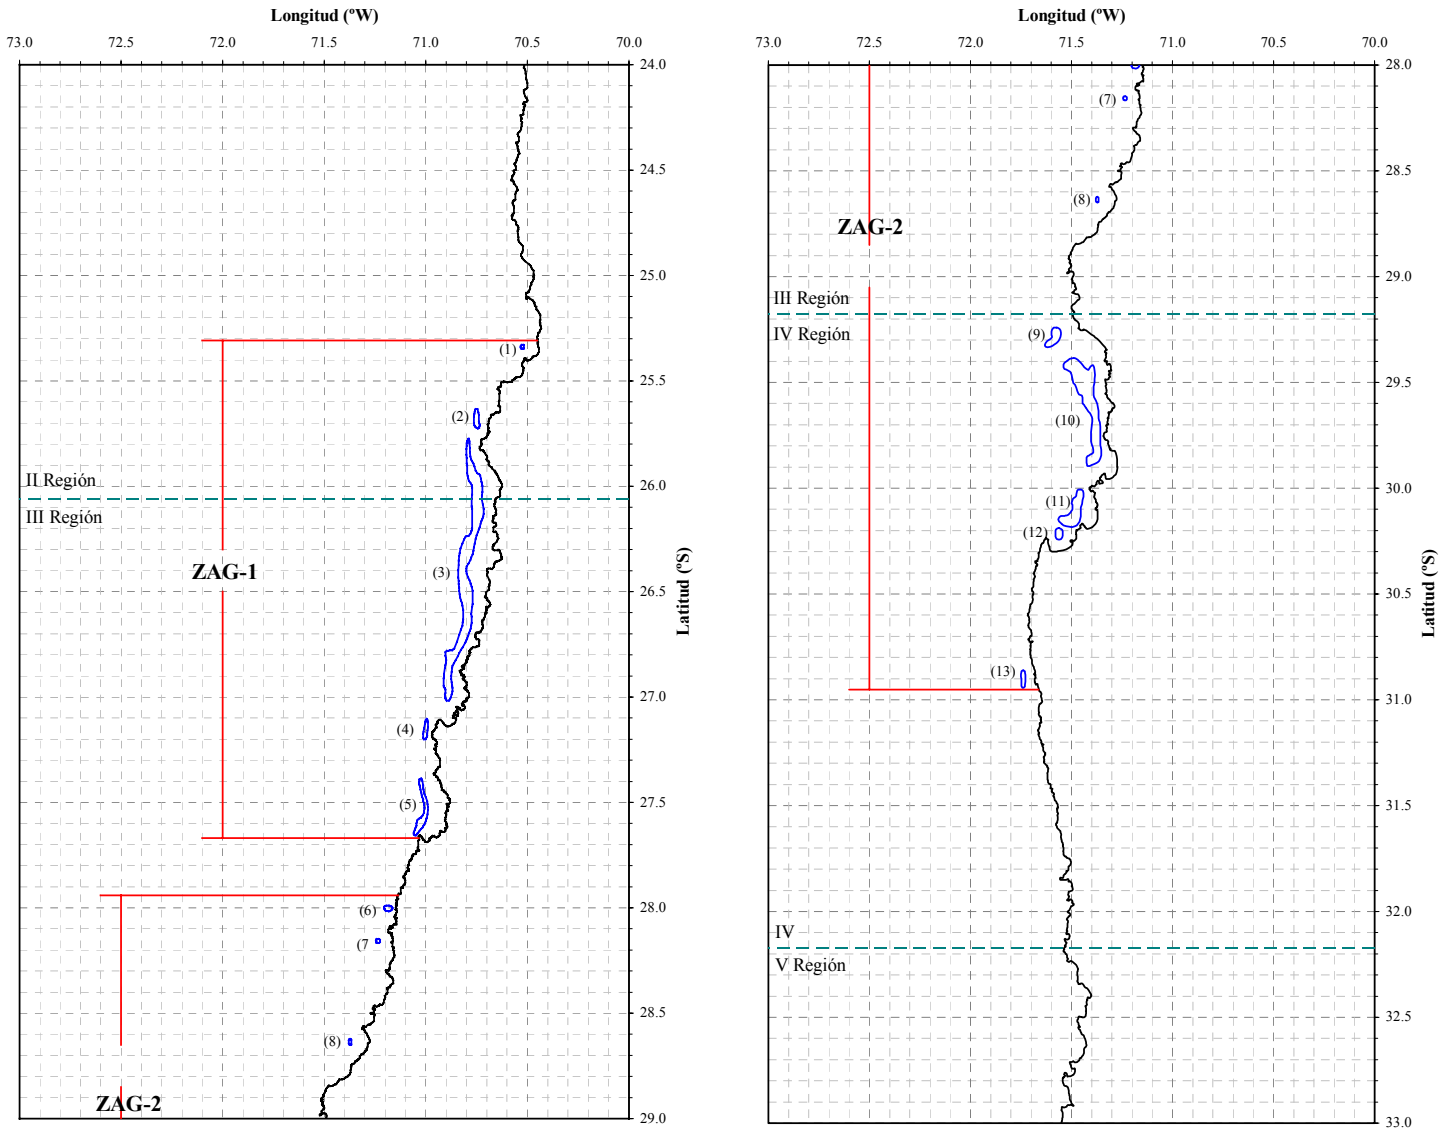 Longitud (ºW)
73.0 72.5 72.0 71.5 71.0 70.5 70.0
24.0
24.5
25.0
(1)
25.5
(2)
II Región
26.0
III Región
ZAG-1
(3)
26.5
27.0
(4)
(5)
27.5
(6)
28.0
(7
28.5
(8)
ZAG-2
29.0
Latitud (ºS)
Longitud (ºW)
73.0 72.5 72.0 71.5 71.0 70.5 70.0
28.0
(7)
28.5
(8)
ZAG-2
29.0
III Región
IV Región
(9)
29.5
(10)
30.0
(11)
(12)
30.5
(13)
31.0
31.5
32.0
IV
V Región
32.5
33.0
Latitud (ºS)